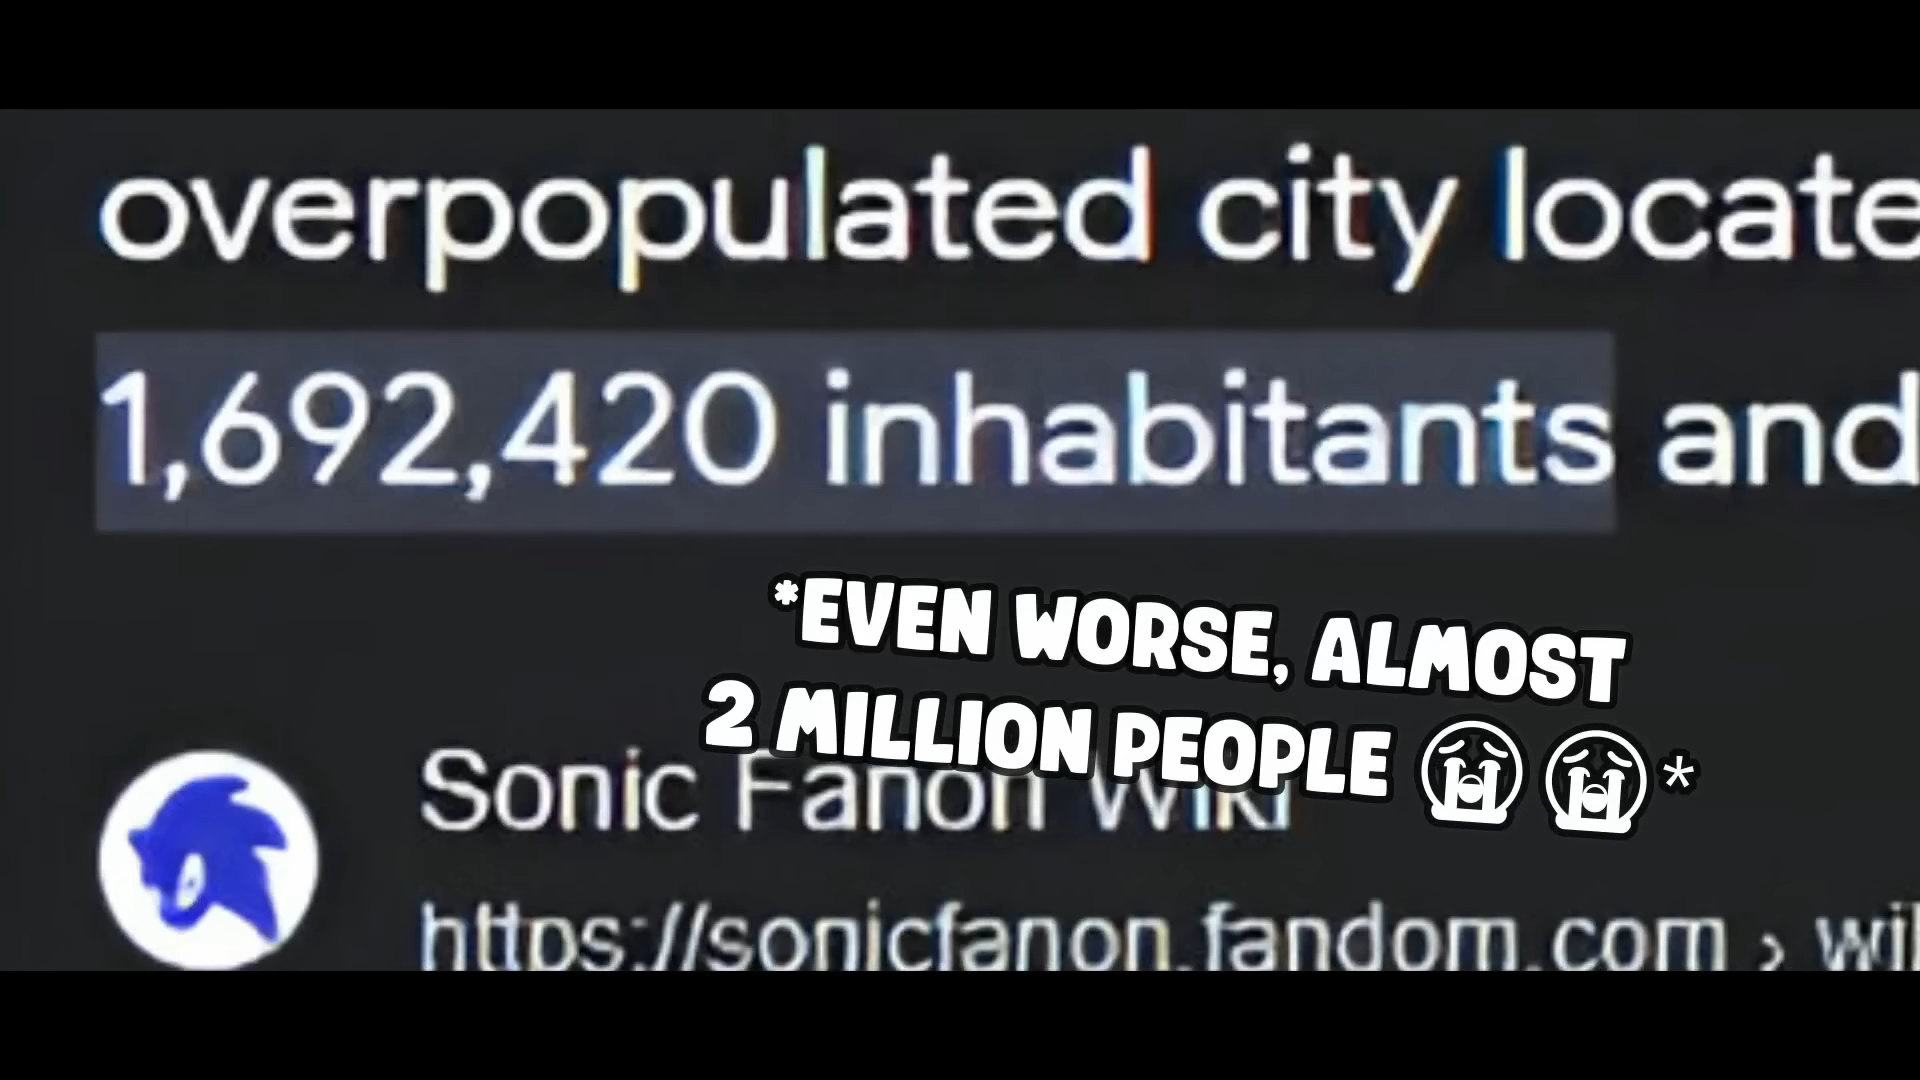 overpopulated city locate
1,692,420 inhabitants and
*EVEN WORSE, ALMOST
2 MILLION PEOPLE 😭😭*
Sonic Fanon Wiki
https://sonicfanon.fandom.com › wi